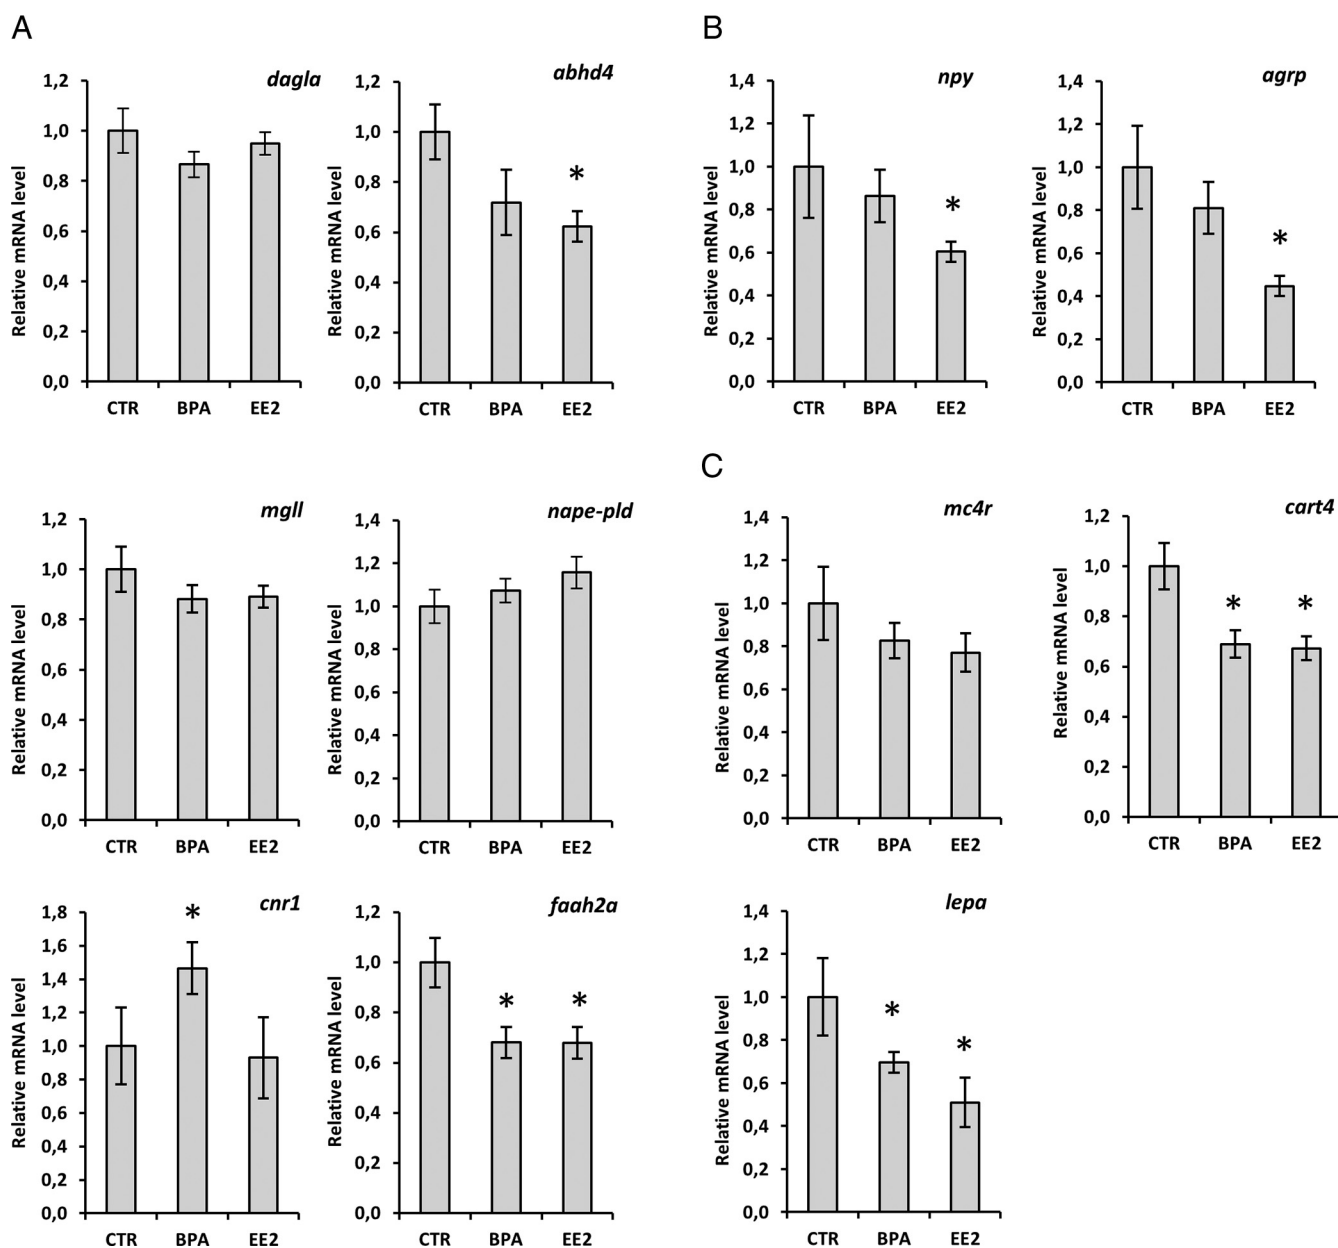 A
dagla
1,2
1,0
0,8
0,6
0,4
0,2
0,0
Relative mRNA level
CTR BPA EE2
abhd4
1,2
1,0
0,8
*
0,6
0,4
0,2
0,0
Relative mRNA level
CTR BPA EE2
mgll
1,2
1,0
0,8
0,6
0,4
0,2
0,0
Relative mRNA level
CTR BPA EE2
nape-pld
1,4
1,2
1,0
0,8
0,6
0,4
0,2
0,0
Relative mRNA level
CTR BPA EE2
cnr1
1,8
*
1,6
1,4
1,2
1,0
0,8
0,6
0,4
0,2
0,0
Relative mRNA level
CTR BPA EE2
faah2a
1,2
1,0
* *
0,8
0,6
0,4
0,2
0,0
Relative mRNA level
CTR BPA EE2
B
npy
1,4
1,2
1,0
*
0,8
0,6
0,4
0,2
0,0
Relative mRNA level
CTR BPA EE2
agrp
1,4
1,2
1,0
0,8
*
0,6
0,4
0,2
0,0
Relative mRNA level
CTR BPA EE2
C
mc4r
1,4
1,2
1,0
0,8
0,6
0,4
0,2
0,0
Relative mRNA level
CTR BPA EE2
cart4
1,2
1,0
* *
0,8
0,6
0,4
0,2
0,0
Relative mRNA level
CTR BPA EE2
lepa
1,4
1,2
1,0
*
0,8
*
0,6
0,4
0,2
0,0
Relative mRNA level
CTR BPA EE2